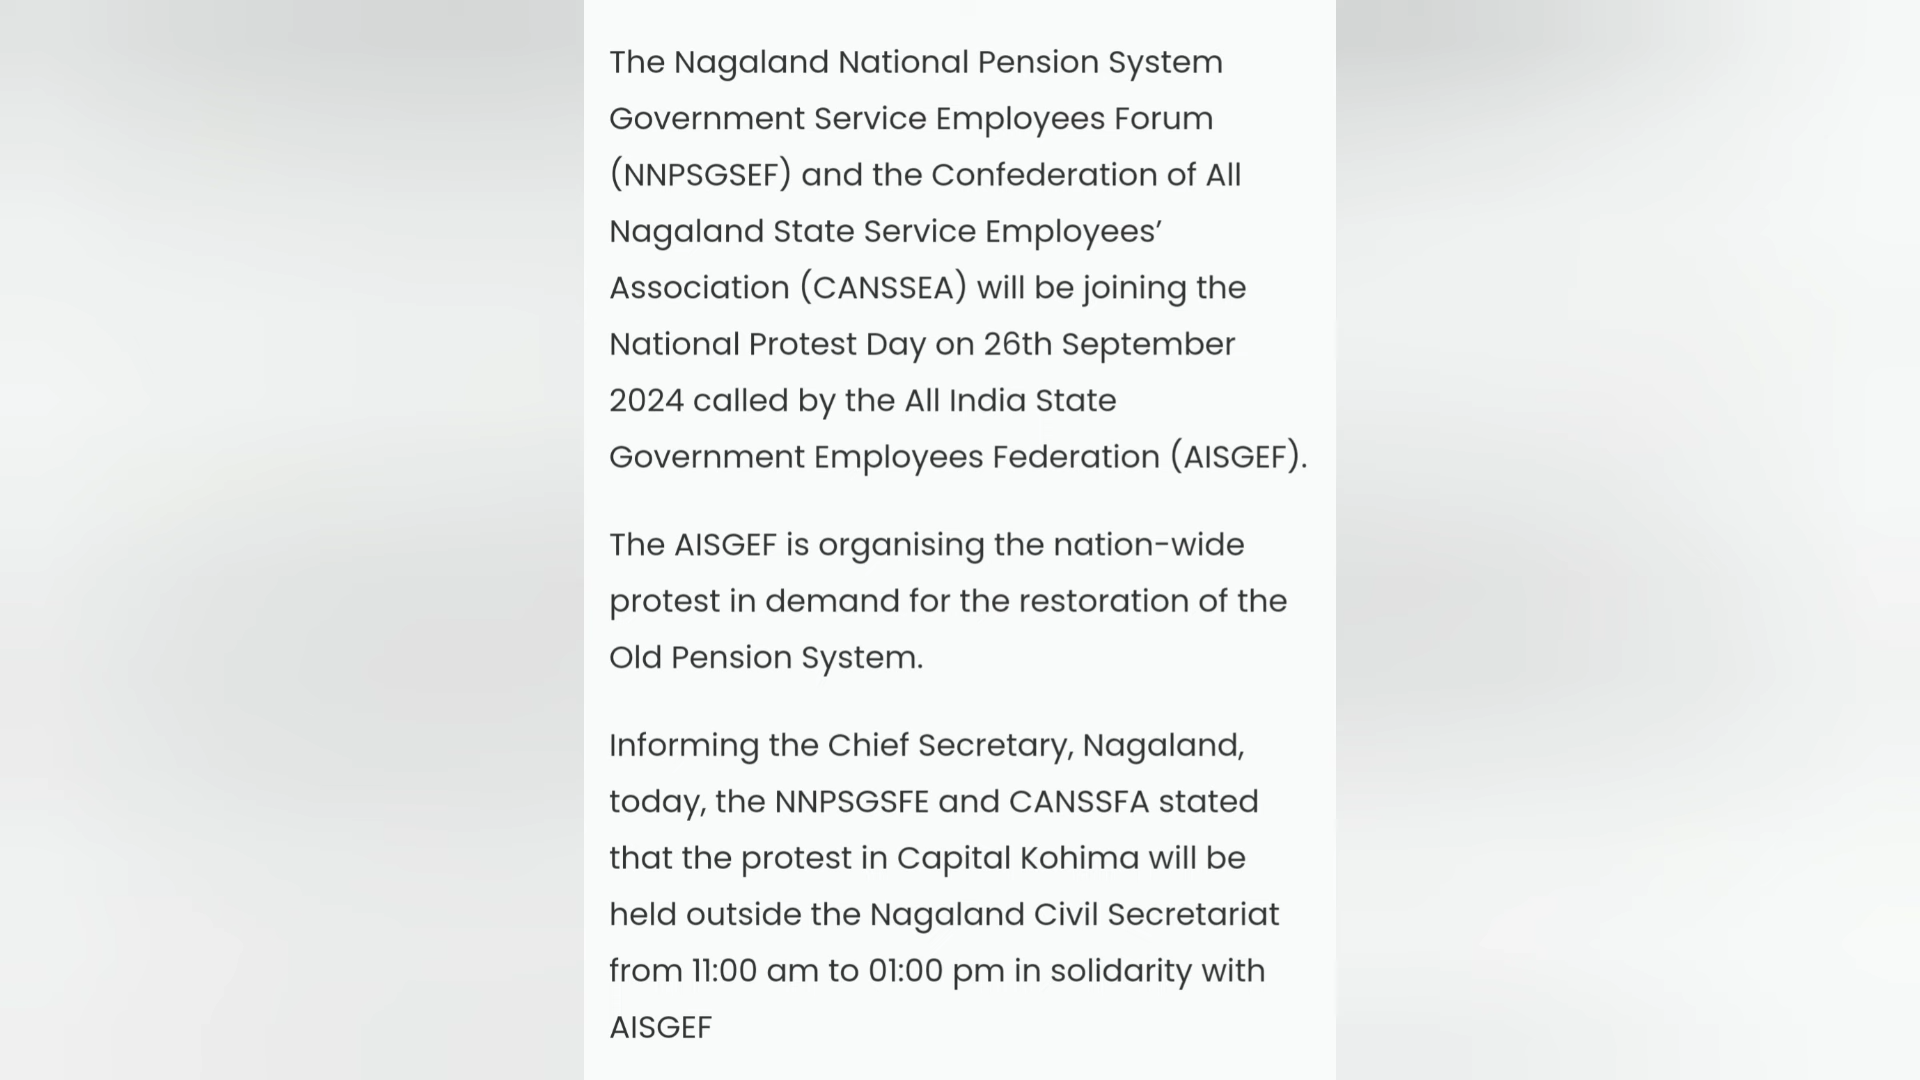 The Nagaland National Pension System
Government Service Employees Forum
(NNPSGSEF) and the Confederation of All
Nagaland State Service Employees’
Association (CANSSEA) will be joining the
National Protest Day on 26th September
2024 called by the All India State
Government Employees Federation (AISGEF).
The AISGEF is organising the nation-wide
protest in demand for the restoration of the
Old Pension System.
Informing the Chief Secretary, Nagaland,
today, the NNPSGSFE and CANSSFA stated
that the protest in Capital Kohima will be
held outside the Nagaland Civil Secretariat
from 11:00 am to 01:00 pm in solidarity with
AISGEF